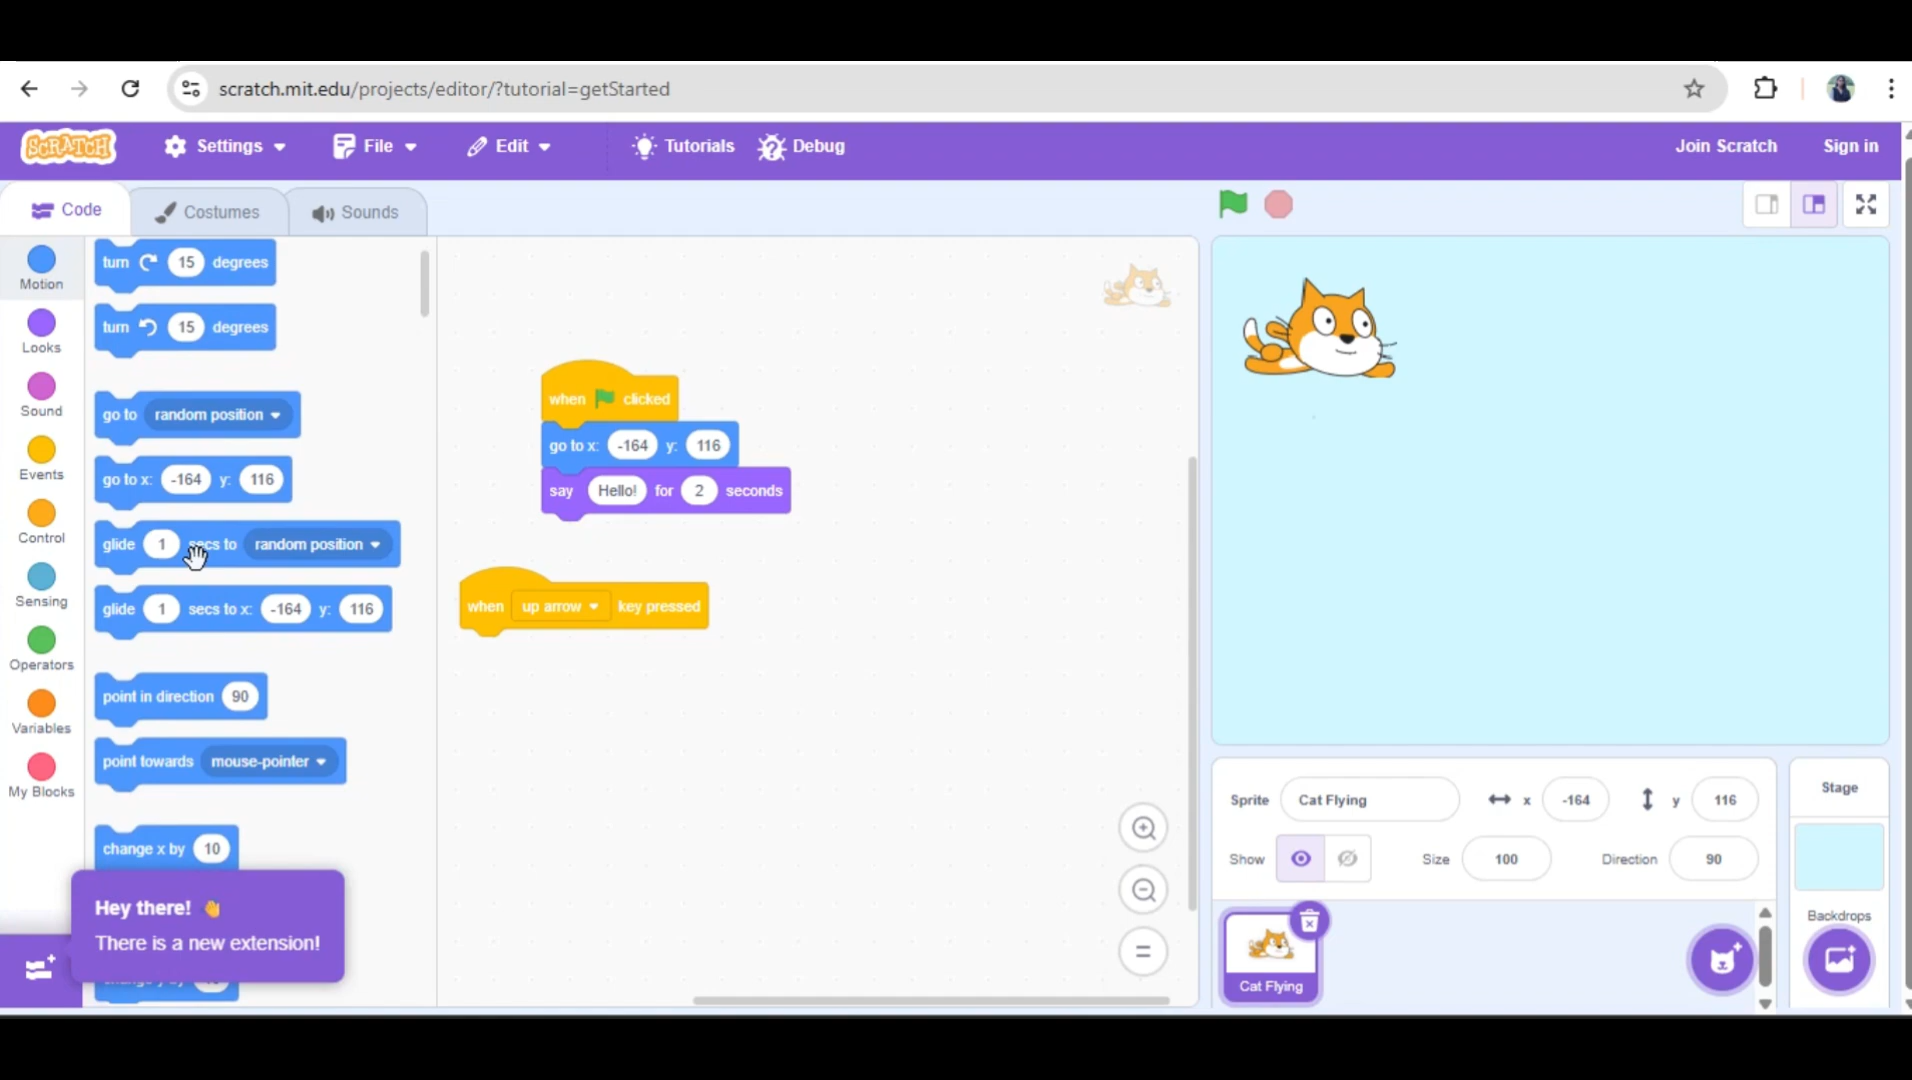 scratch.mit.edu/projects/editor/?tutorial=getStarted
SCRATCH Settings File Edit Tutorials Debug Join Scratch Sign in
Code Costumes Sounds
Motion
Looks
Sound
Events
Control
Sensing
Operators
Variables
My Blocks
turn 15 degrees
turn 15 degrees
go to random position
go to x: -164 y: 116
glide 1 secs to random position
glide 1 secs to x: -164 y: 116
point in direction 90
point towards mouse-pointer
change x by 10
Hey there! 👋
There is a new extension!
when clicked
go to x: -164 y: 116
say Hello! for 2 seconds
when up arrow key pressed
Sprite Cat Flying x -164 y 116
Show Size 100 Direction 90
Cat Flying
Stage
Backdrops